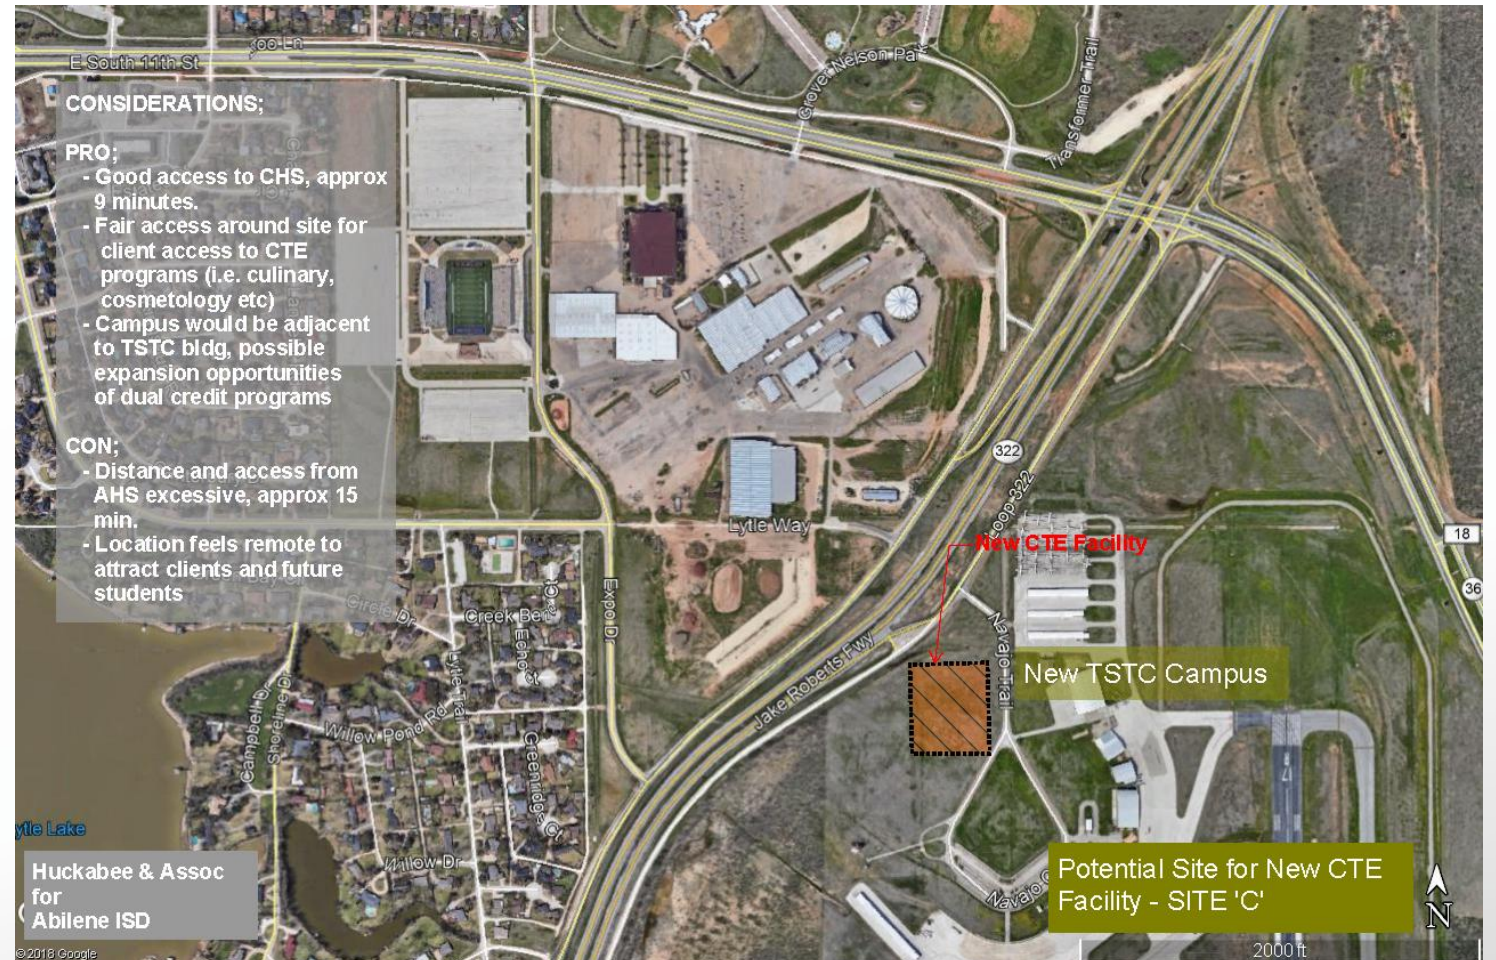 E South 11th St
CONSIDERATIONS;
PRO;
- Good access to CHS, approx
9 minutes.
- Fair access around site for
client access to CTE
programs (i.e. culinary,
cosmetology etc)
- Campus would be adjacent
to TSTC bldg, possible
expansion opportunities
of dual credit programs
CON;
- Distance and access from
AHS excessive, approx 15
min.
- Location feels remote to
attract clients and future
students
Grover Nelson Park
Transformer Trail
322
Loop 322
Lytle Way
New CTE Facility
18
36
Circle Dr
Creek Ben
Echo Ct
Expo Dr
Navajo Trail
Lytle Trail
Jake Roberts Fwy
New TSTC Campus
Campbell Dr
Shoreline Dr
Willow Pond Rd
Greenridge Ct
17
ytle Lake
Willow Dr
Huckabee & Assoc
for
Abilene ISD
Potential Site for New CTE
Facility - SITE 'C'
Navajo
N
2000 ft
©2018 Google